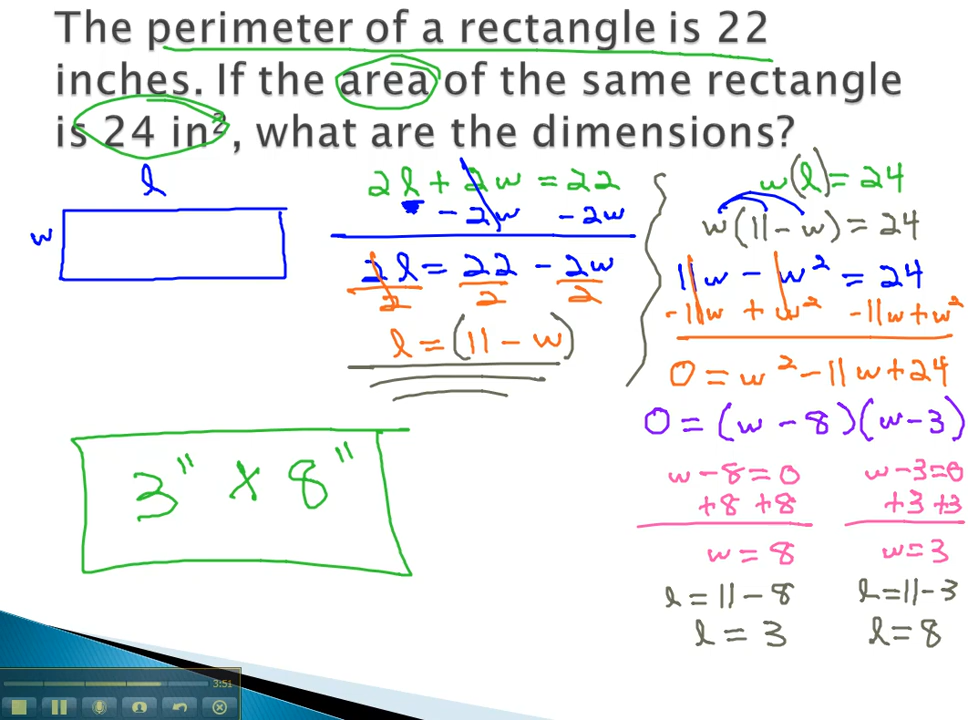 The perimeter of a rectangle is 22
inches. If the area of the same rectangle
is 24 in², what are the dimensions?
l
w
2l + 2w = 22
- 2w - 2w
2l = 22 - 2w
2 2 2
l = (11 - w)
w(l) = 24
w(11 - w) = 24
11w - w² = 24
-11w + w² -11w + w²
0 = w² - 11w + 24
0 = (w - 8)(w - 3)
w - 8 = 0
+8 +8
w = 8
l = 11 - 8
l = 3
w - 3 = 0
+3 +3
w = 3
l = 11 - 3
l = 8
3" x 8"
3:51